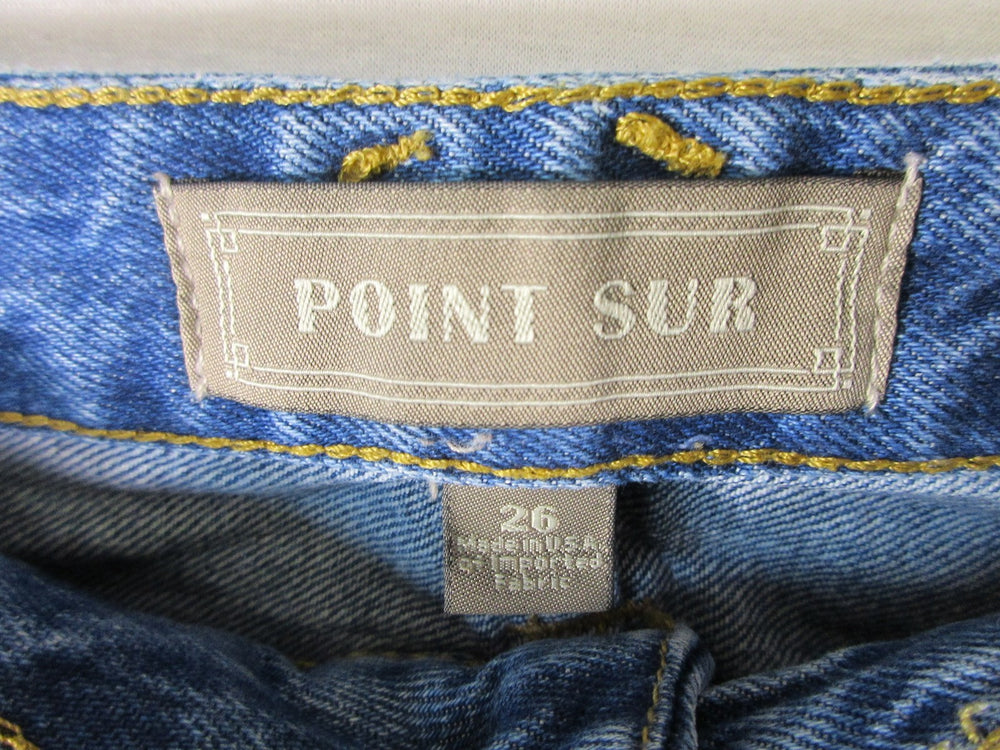 POINT SUR
26
Made in U.S.A.
of imported
Fabric